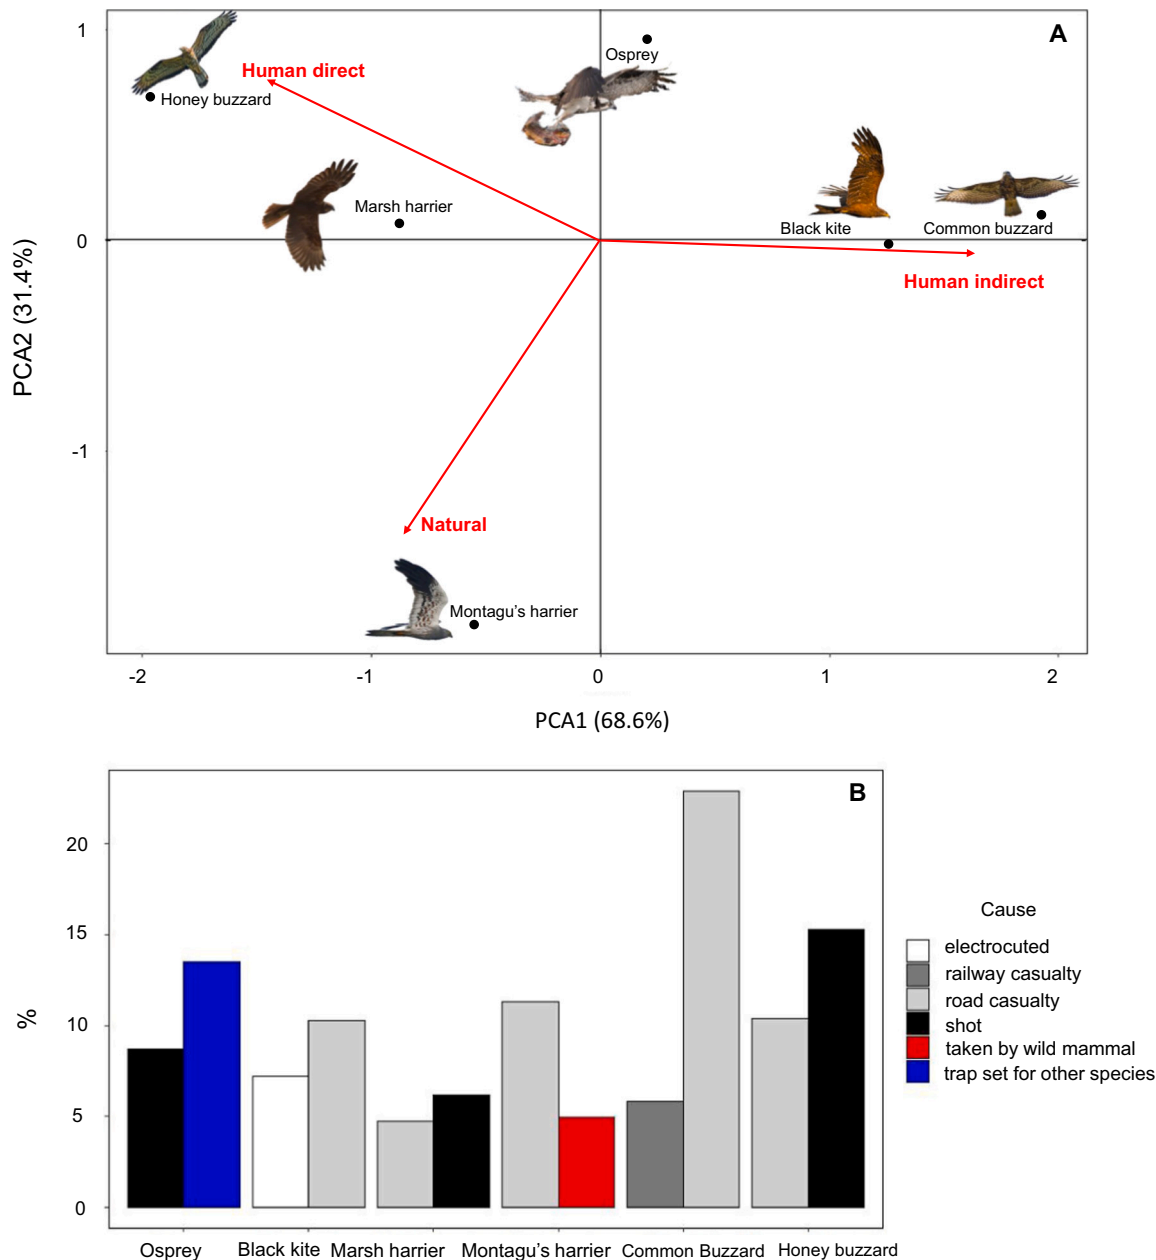 A
1
Osprey
Human direct
Honey buzzard
Marsh harrier
Black kite
Common buzzard
0
Human indirect
PCA2 (31.4%)
-1
Natural
Montagu's harrier
-2
-1
0
1
2
PCA1 (68.6%)
B
20
15
10
5
0
%
Cause
electrocuted
railway casualty
road casualty
shot
taken by wild mammal
trap set for other species
Osprey
Black kite
Marsh harrier
Montagu's harrier
Common Buzzard
Honey buzzard